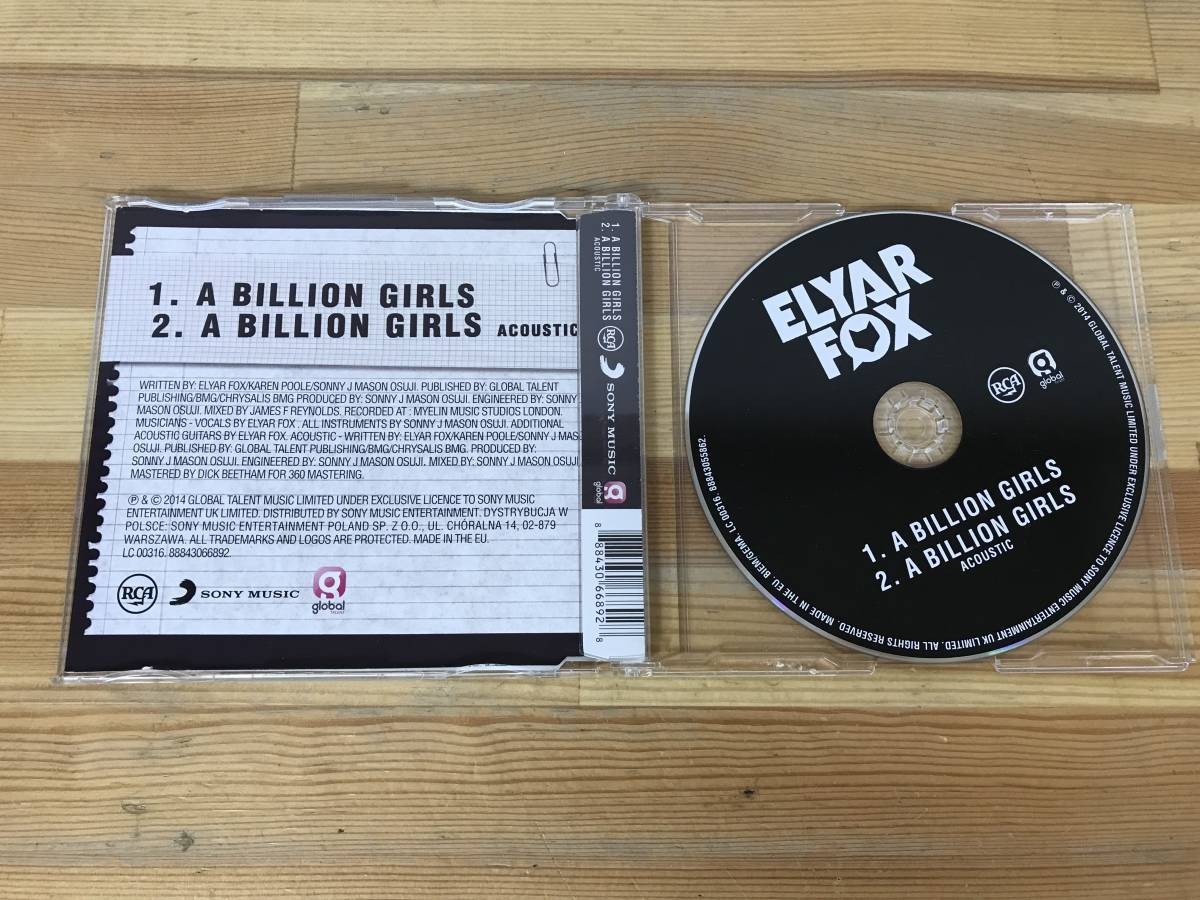 1. A BILLION GIRLS
2. A BILLION GIRLS ACOUSTIC
WRITTEN BY: ELYAR FOX/KAREN POOLE/SONNY J MASON OSUJI. PUBLISHED BY: GLOBAL TALENT
PUBLISHING/BMG/CHRYSALIS BMG PRODUCED BY: SONNY J MASON OSUJI. ENGINEERED BY: SONNY
MASON OSUJI. MIXED BY JAMES F REYNOLDS. RECORDED AT : MYELIN MUSIC STUDIOS LONDON.
MUSICIANS - VOCALS BY ELYAR FOX . ALL INSTRUMENTS BY SONNY J MASON OSUJI. ADDITIONAL
ACOUSTIC GUITARS BY ELYAR FOX. ACOUSTIC - WRITTEN BY: ELYAR FOX/KAREN POOLE/SONNY J
OSUJI. PUBLISHED BY: GLOBAL TALENT PUBLISHING/BMG/CHRYSALIS BMG. PRODUCED BY:
SONNY J MASON OSUJI. ENGINEERED BY: SONNY J MASON OSUJI. MIXED BY: SONNY J MASON OSUJI
MASTERED BY DICK BEETHAM FOR 360 MASTERING.
℗ & © 2014 GLOBAL TALENT MUSIC LIMITED UNDER EXCLUSIVE LICENCE TO SONY MUSIC
ENTERTAINMENT UK LIMITED. DISTRIBUTED BY SONY MUSIC ENTERTAINMENT. DYSTRYBUCJA W
POLSCE: SONY MUSIC ENTERTAINMENT POLAND SP. Z O.O., UL. CHÓRALNA 14, 02-879
WARSZAWA. ALL TRADEMARKS AND LOGOS ARE PROTECTED. MADE IN THE EU.
LC 00316. 88843066892.
RCA
SONY MUSIC
global
TALENT
1. A BILLION GIRLS
2. A BILLION GIRLS
ACOUSTIC
RCA
SONY MUSIC
global
8 88430 66892 8
ELYAR
FOX
RCA
global
1. A BILLION GIRLS
2. A BILLION GIRLS
ACOUSTIC
℗ & © 2014 GLOBAL TALENT MUSIC LIMITED UNDER EXCLUSIVE LICENCE TO SONY MUSIC ENTERTAINMENT UK LIMITED. ALL RIGHTS RESERVED. MADE IN THE EU. BIEM/GEMA. LC 00316. 88843055862.